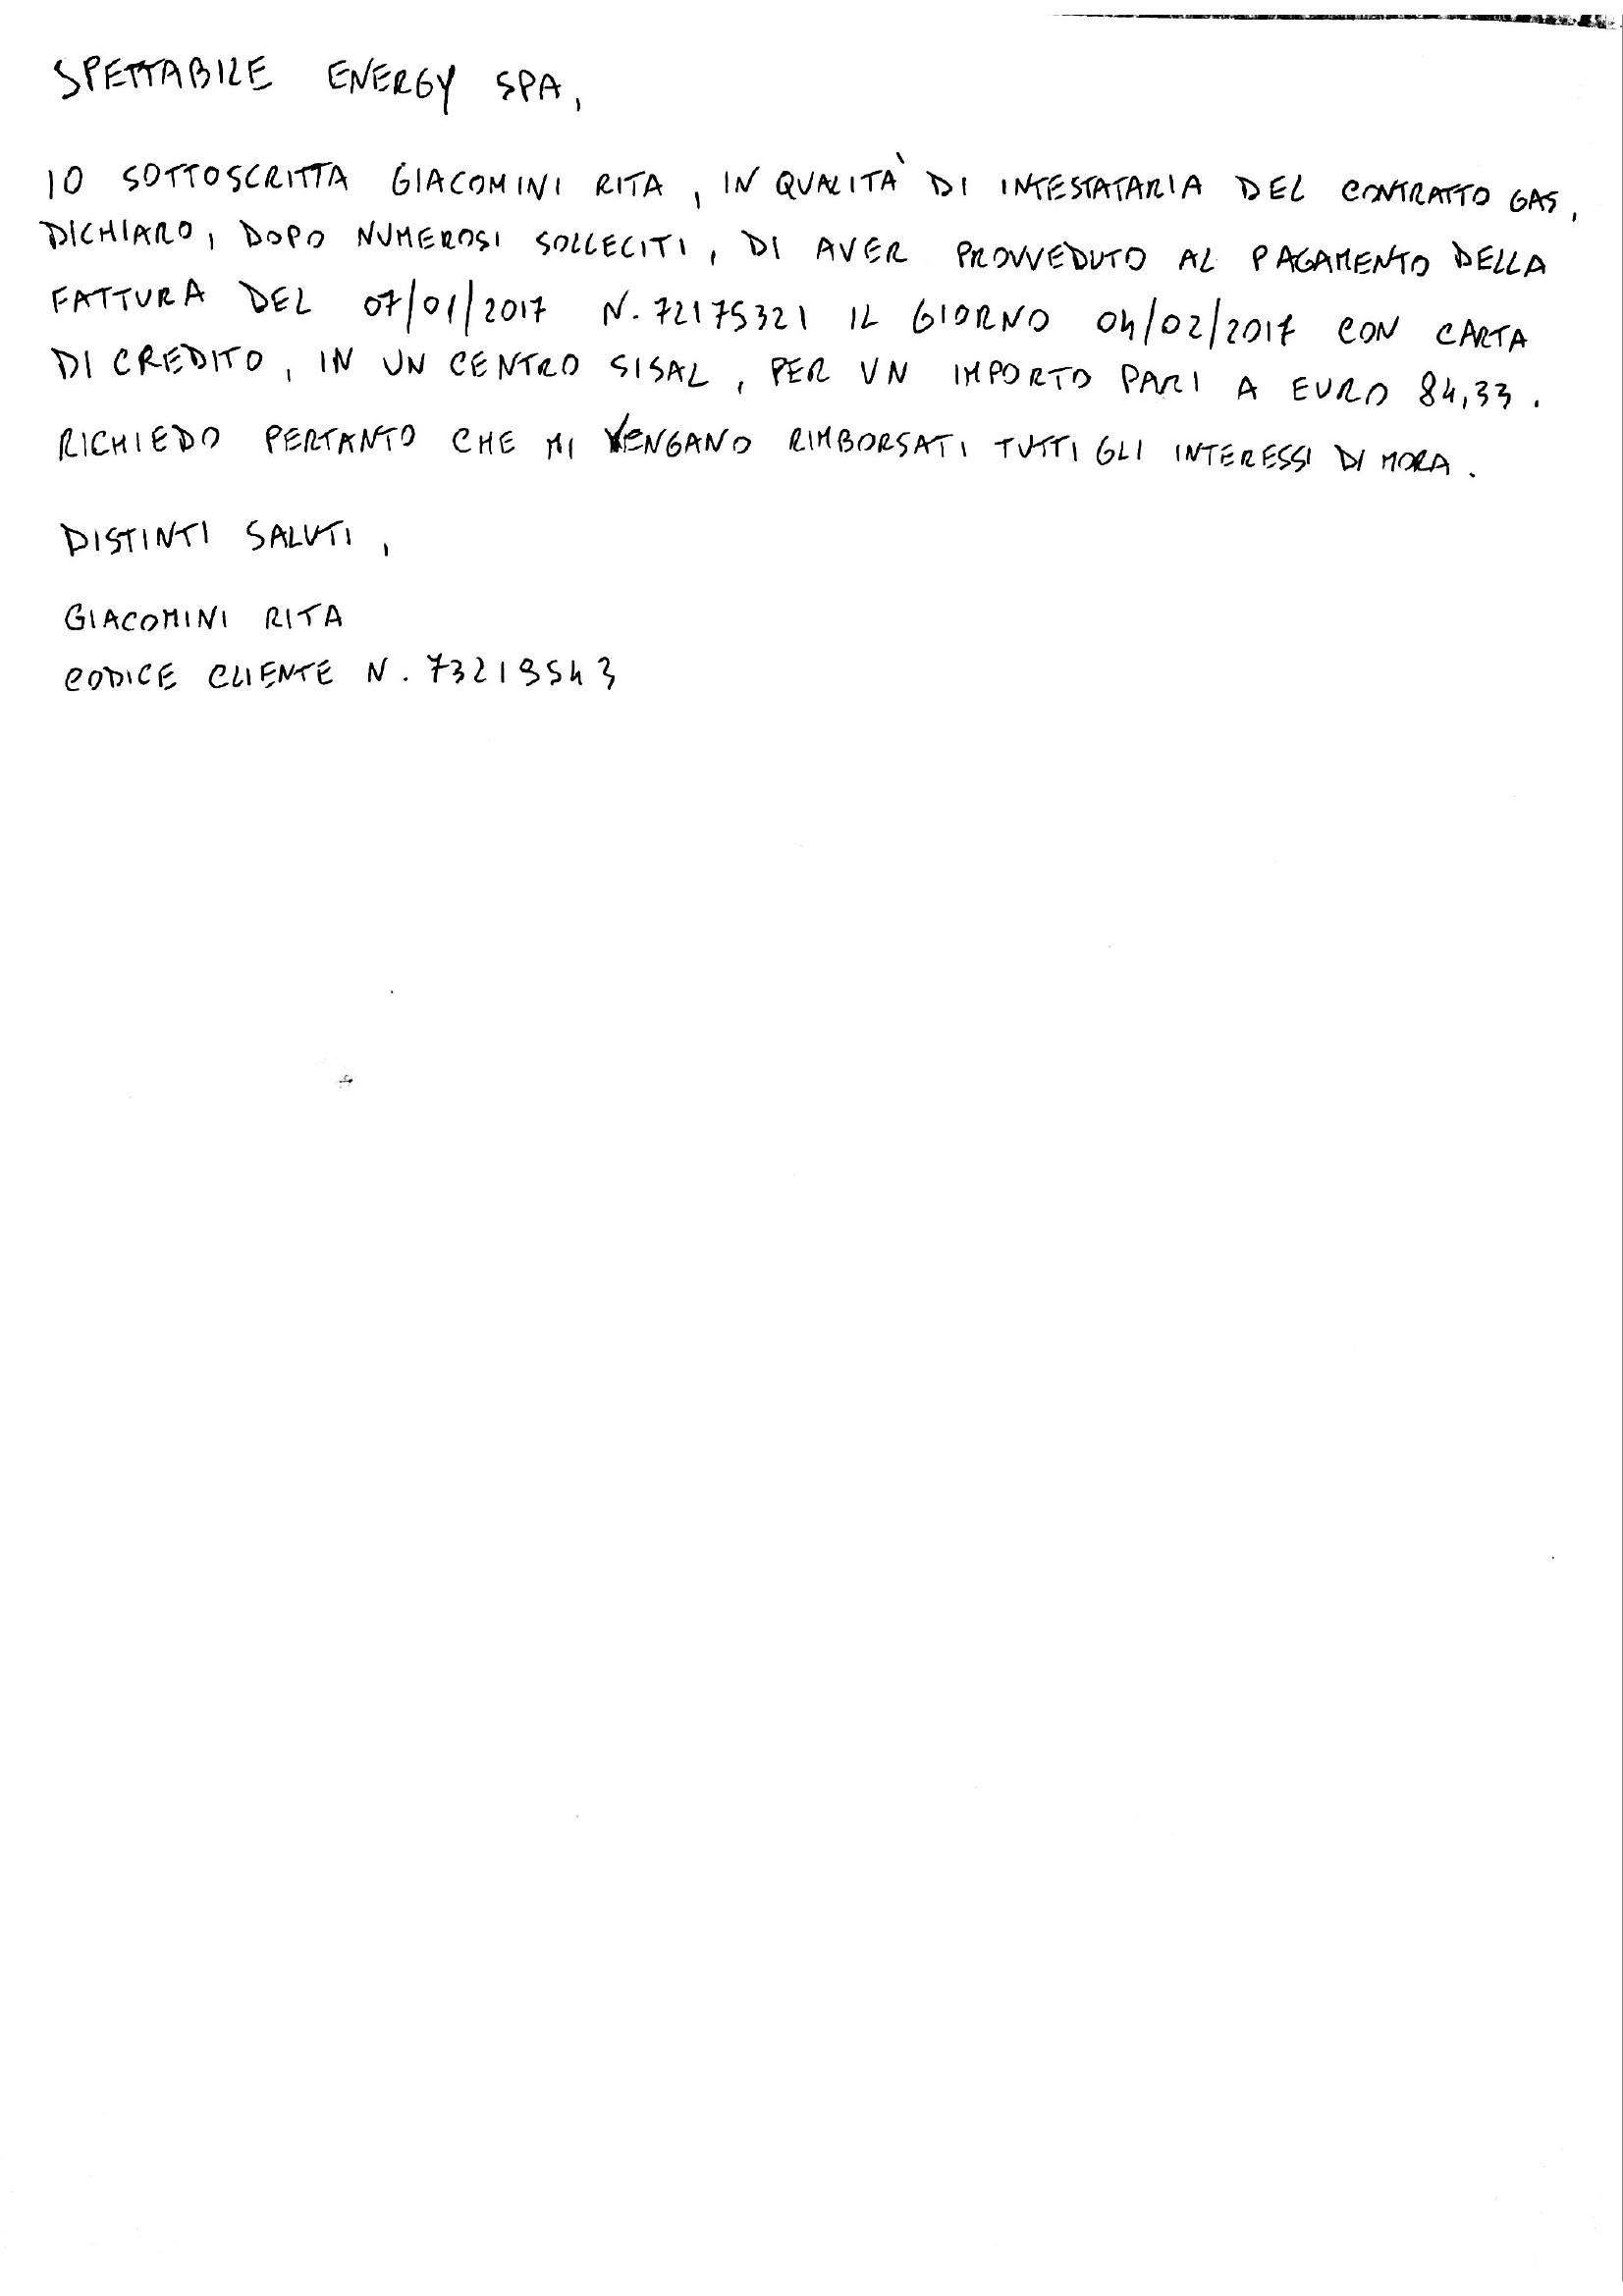 SPETTABILE ENERGY SPA,
IO SOTTOSCRITTA GIACOMINI RITA, IN QUALITÀ DI INTESTATARIA DEL CONTRATTO GAS,
DICHIARO, DOPO NUMEROSI SOLLECITI, DI AVER PROVVEDUTO AL PAGAMENTO DELLA
FATTURA DEL 07/01/2017 N. 72175321 IL GIORNO 04/02/2017 CON CARTA
DI CREDITO, IN UN CENTRO SISAL, PER UN IMPORTO PARI A EURO 84,33.
RICHIEDO PERTANTO CHE MI VENGANO RIMBORSATI TUTTI GLI INTERESSI DI MORA.
DISTINTI SALUTI,
GIACOMINI RITA
CODICE CLIENTE N. 73219543